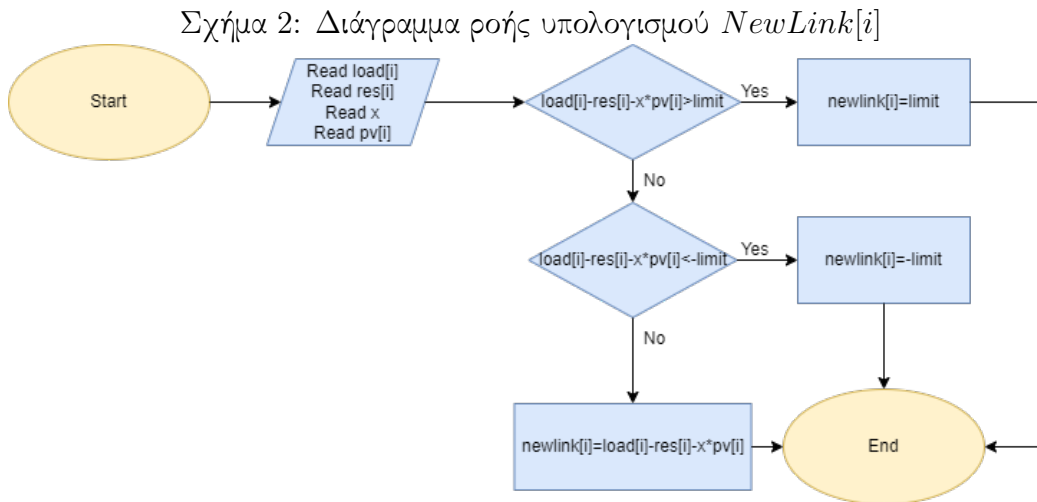 Σχήμα 2: Διάγραμμα ροής υπολογισμού NewLink[i]
Start
Read load[i]
Read res[i]
Read x
Read pv[i]
load[i]-res[i]-x*pv[i]>limit
Yes
newlink[i]=limit
No
load[i]-res[i]-x*pv[i]<-limit
Yes
newlink[i]=-limit
No
newlink[i]=load[i]-res[i]-x*pv[i]
End